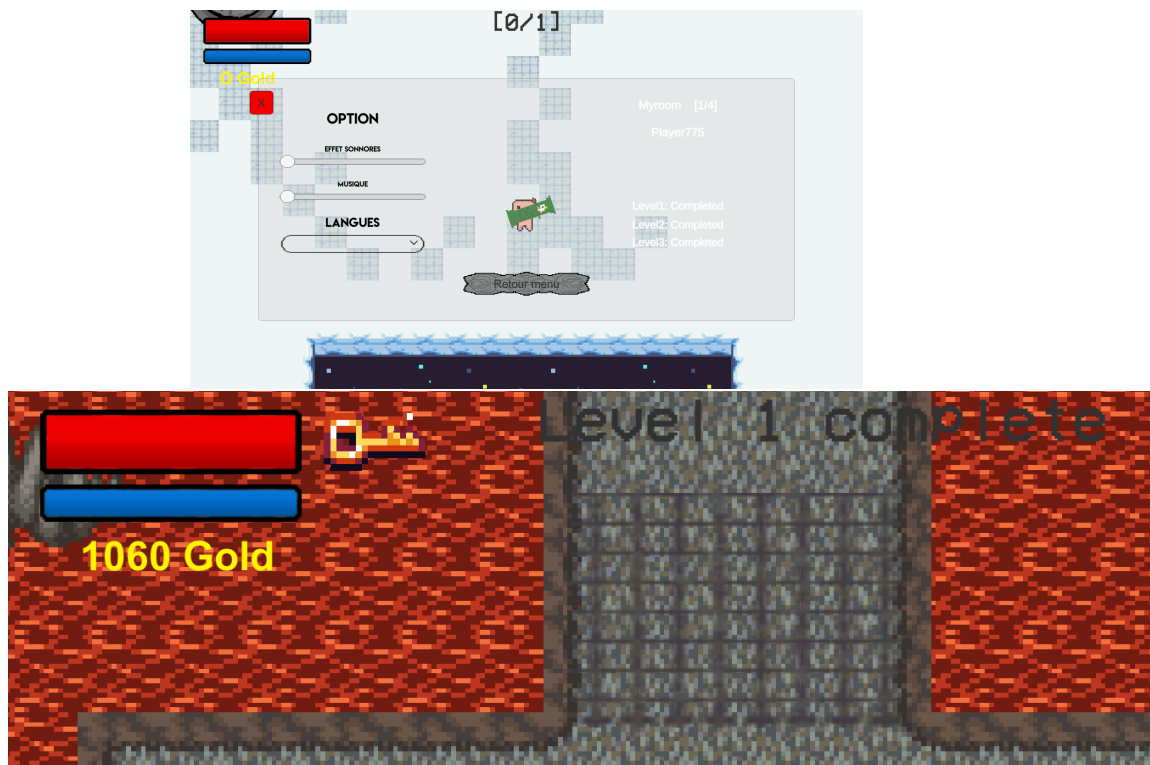 [0/1]
0 Gold
X
OPTION
EFFET SONNORES
MUSIQUE
LANGUES
Myroom [1/4]
Player775
Level1: Completed
Level2: Completed
Level3: Completed
Retour menu
Level 1 complete
1060 Gold